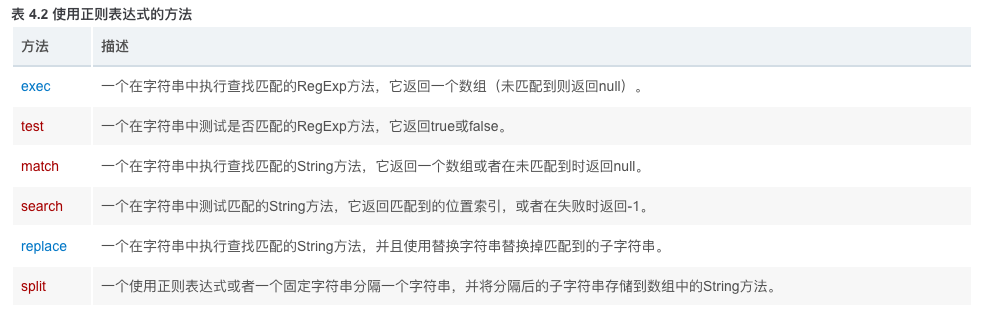 表 4.2 使用正则表达式的方法
方法 描述
exec 一个在字符串中执行查找匹配的RegExp方法，它返回一个数组（未匹配到则返回null）。
test 一个在字符串中测试是否匹配的RegExp方法，它返回true或false。
match 一个在字符串中执行查找匹配的String方法，它返回一个数组或者在未匹配到时返回null。
search 一个在字符串中测试匹配的String方法，它返回匹配到的位置索引，或者在失败时返回-1。
replace 一个在字符串中执行查找匹配的String方法，并且使用替换字符串替换掉匹配到的子字符串。
split 一个使用正则表达式或者一个固定字符串分隔一个字符串，并将分隔后的子字符串存储到数组中的String方法。